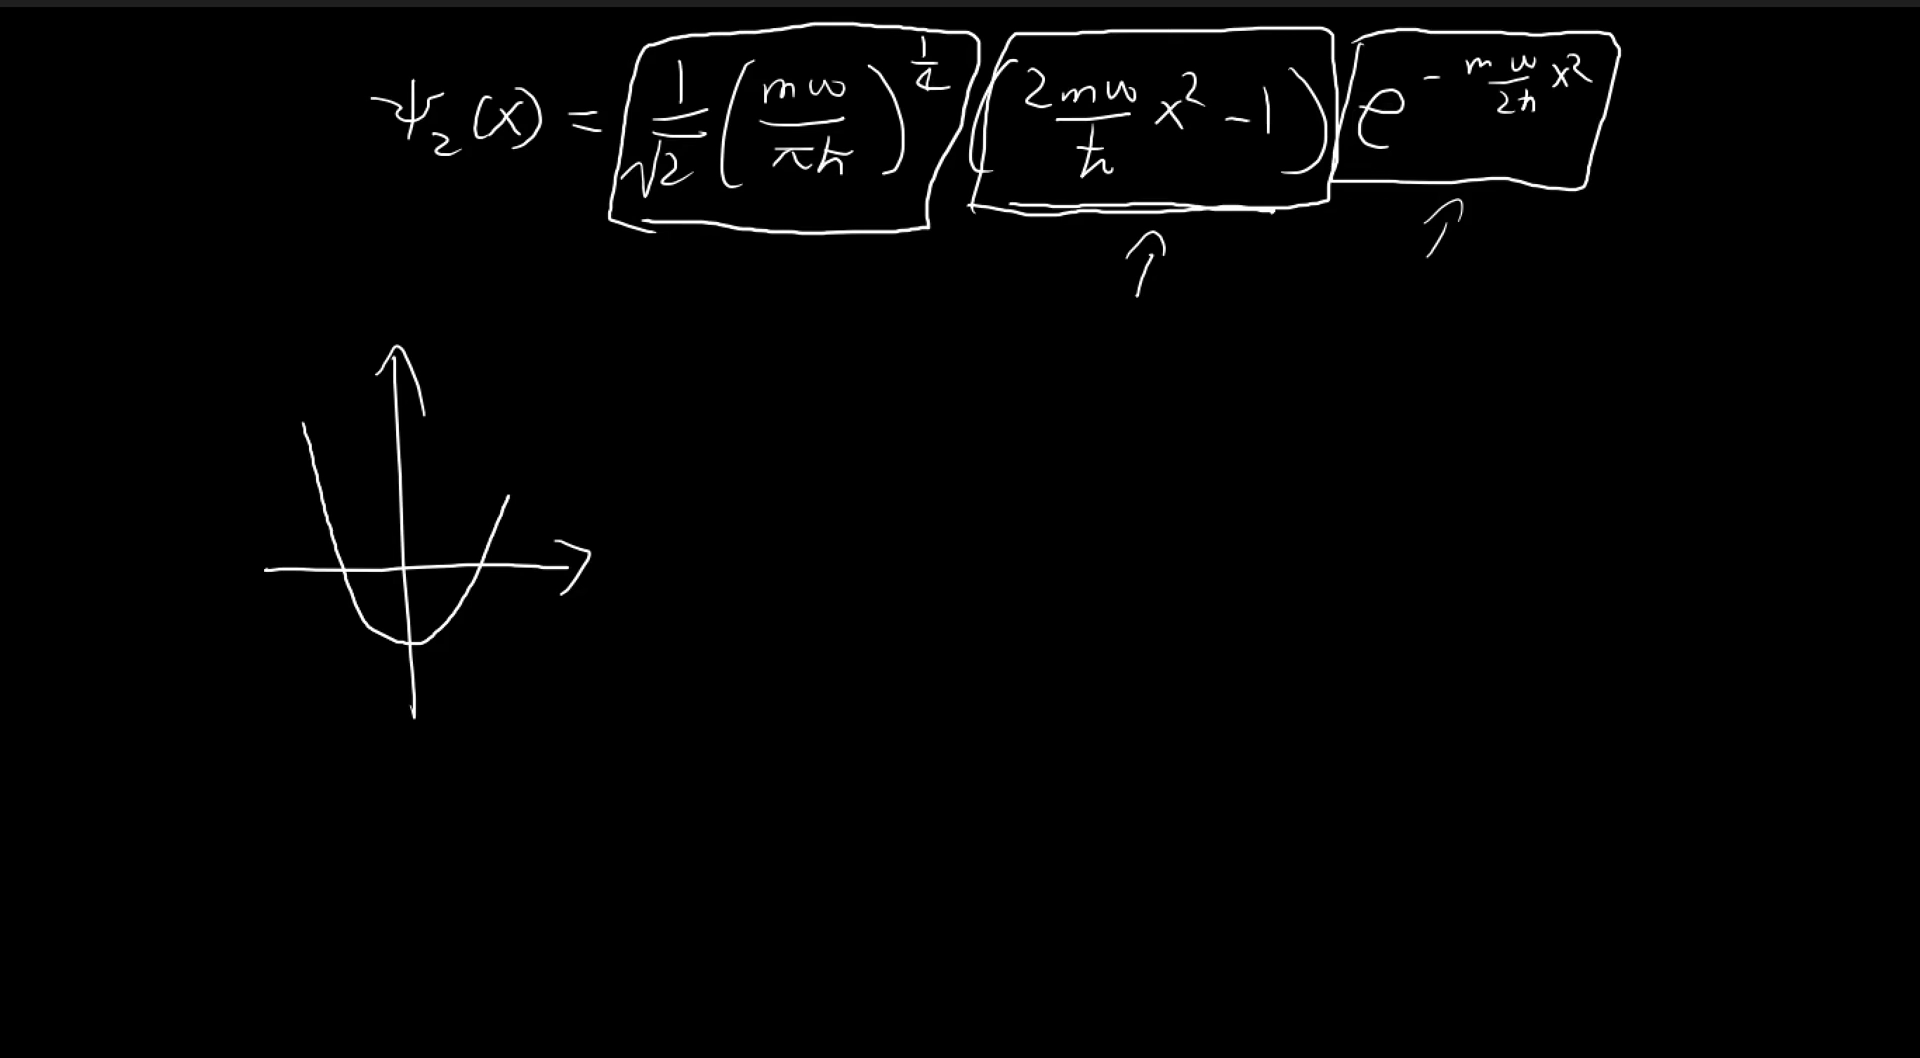 ψ₂(x) = 1/√2 (mω/πħ)^(1/4) (2mω/ħ x² - 1) e^(-mω/2ħ x²)